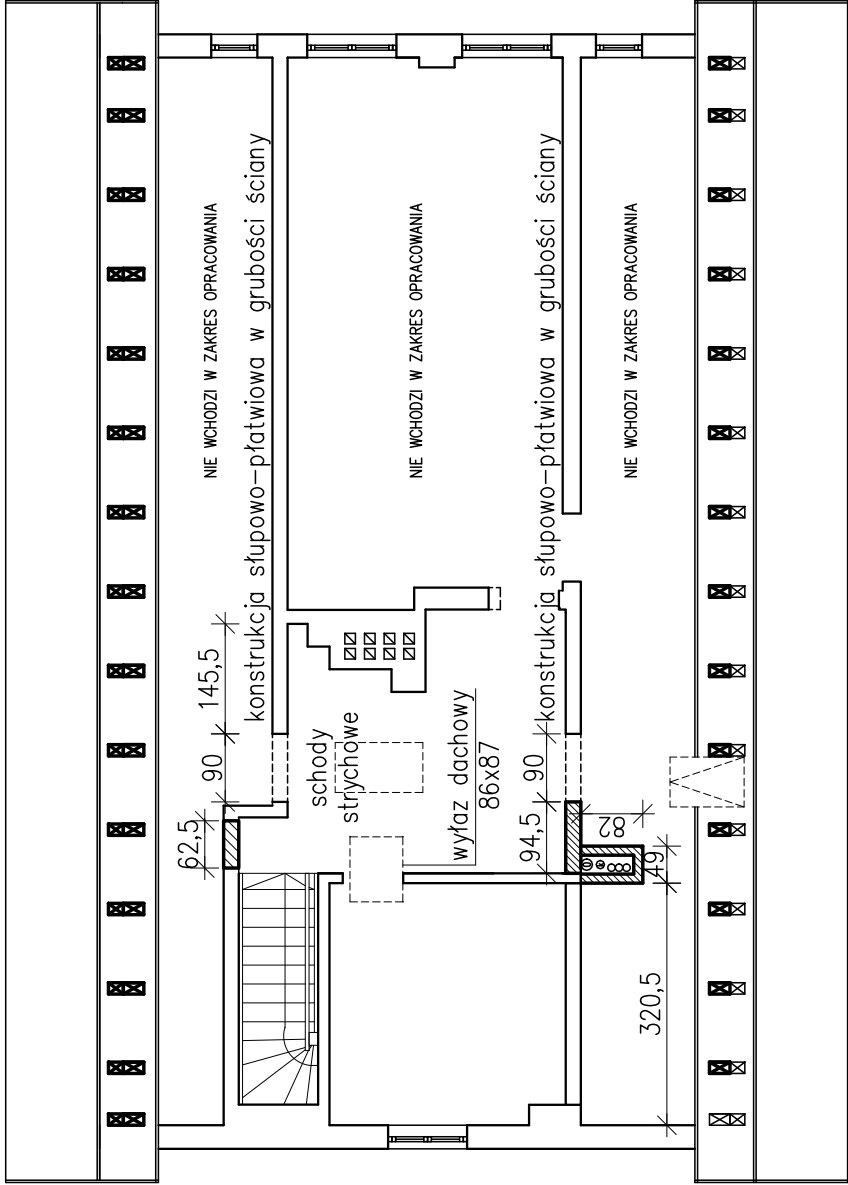 NIE WCHODZI W ZAKRES OPRACOWANIA
konstrukcja słupowo-płatwiowa w grubości ściany
NIE WCHODZI W ZAKRES OPRACOWANIA
konstrukcja słupowo-płatwiowa w grubości ściany
NIE WCHODZI W ZAKRES OPRACOWANIA
62,5
90
145,5
schody
strychowe
wyłaz dachowy
86x87
94,5
90
82
49
320,5